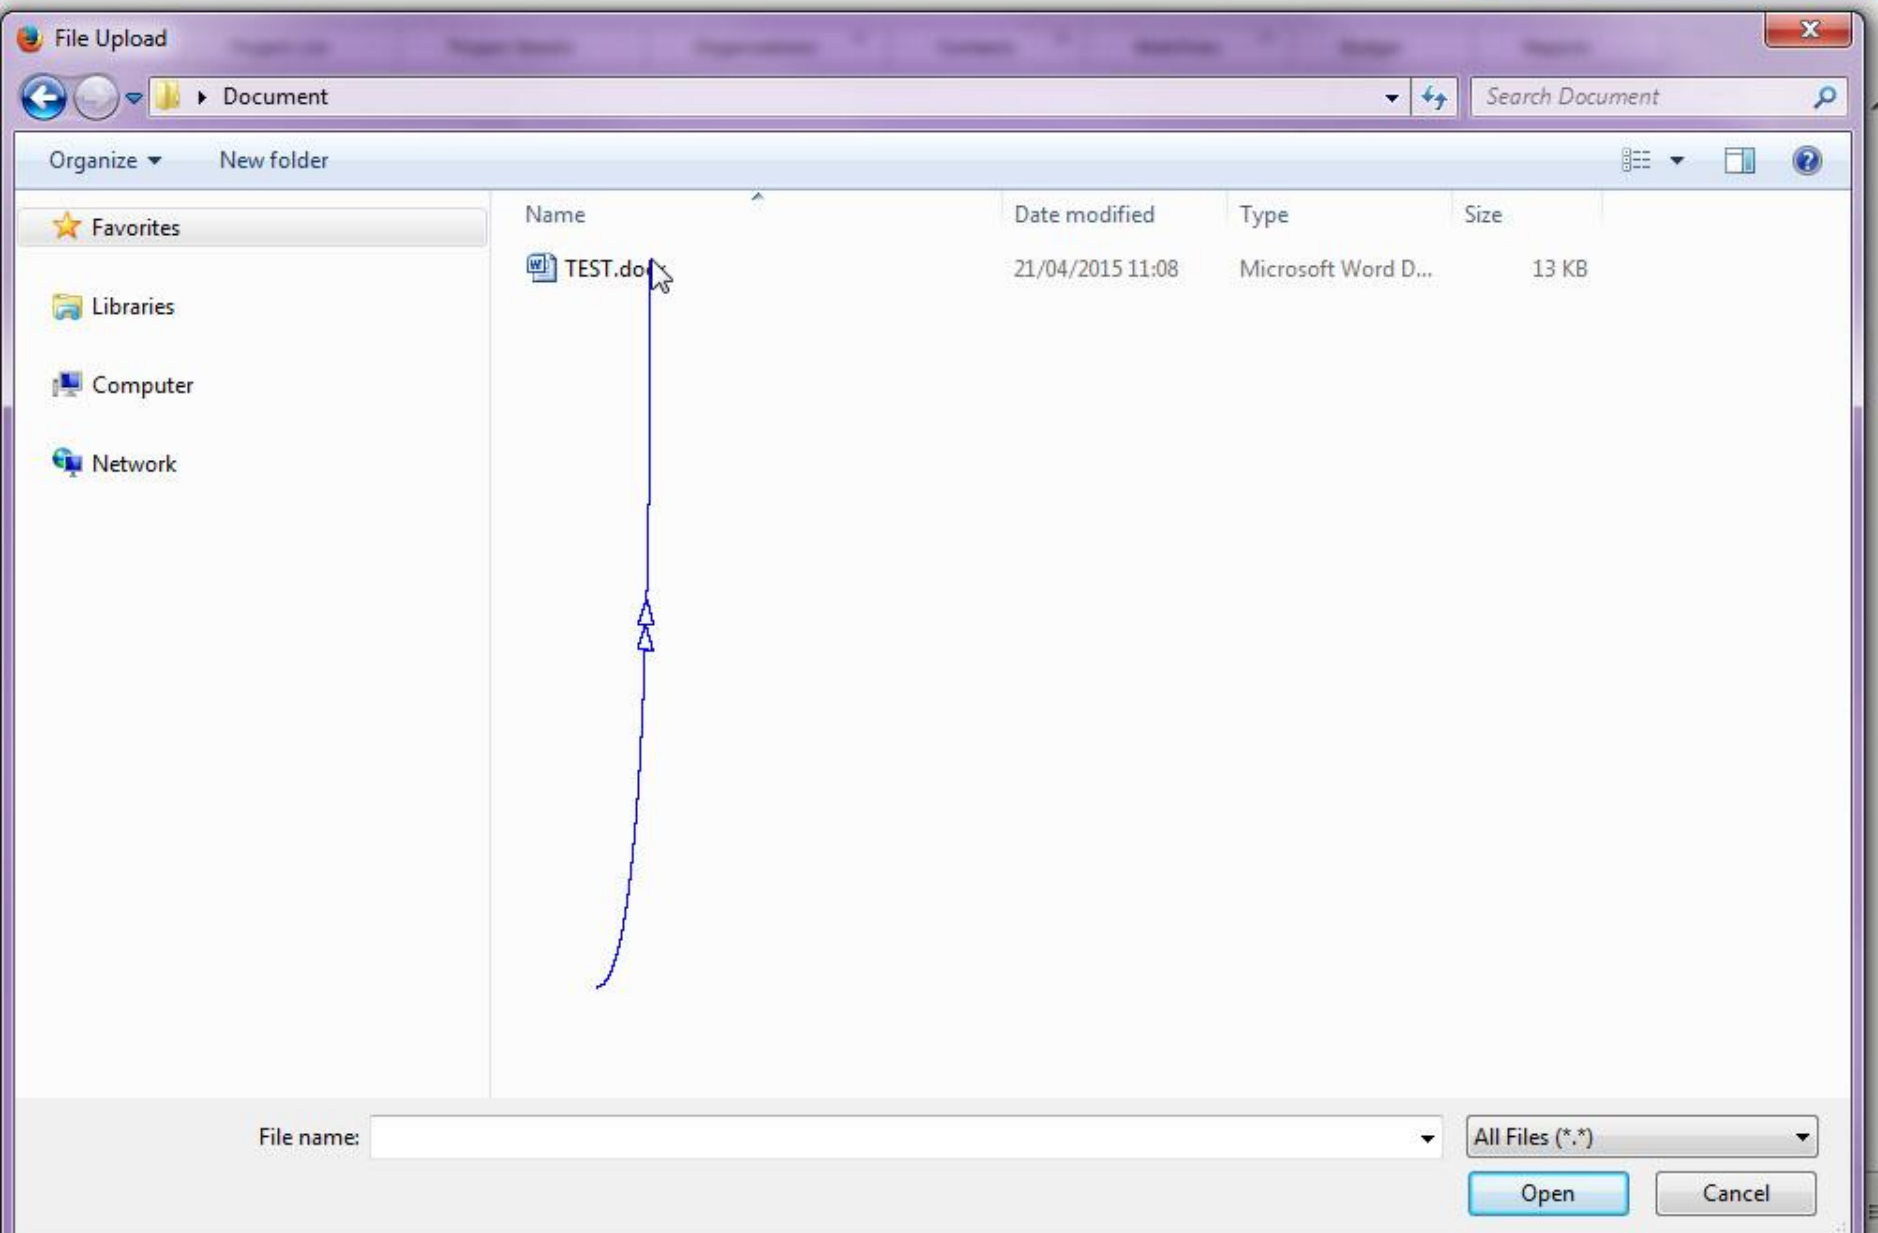 File Upload
Document
Search Document
Organize
New folder
Name
Date modified
Type
Size
Favorites
TEST.docx
21/04/2015 11:08
Microsoft Word D...
13 KB
Libraries
Computer
Network
File name:
All Files (*.*)
Open
Cancel